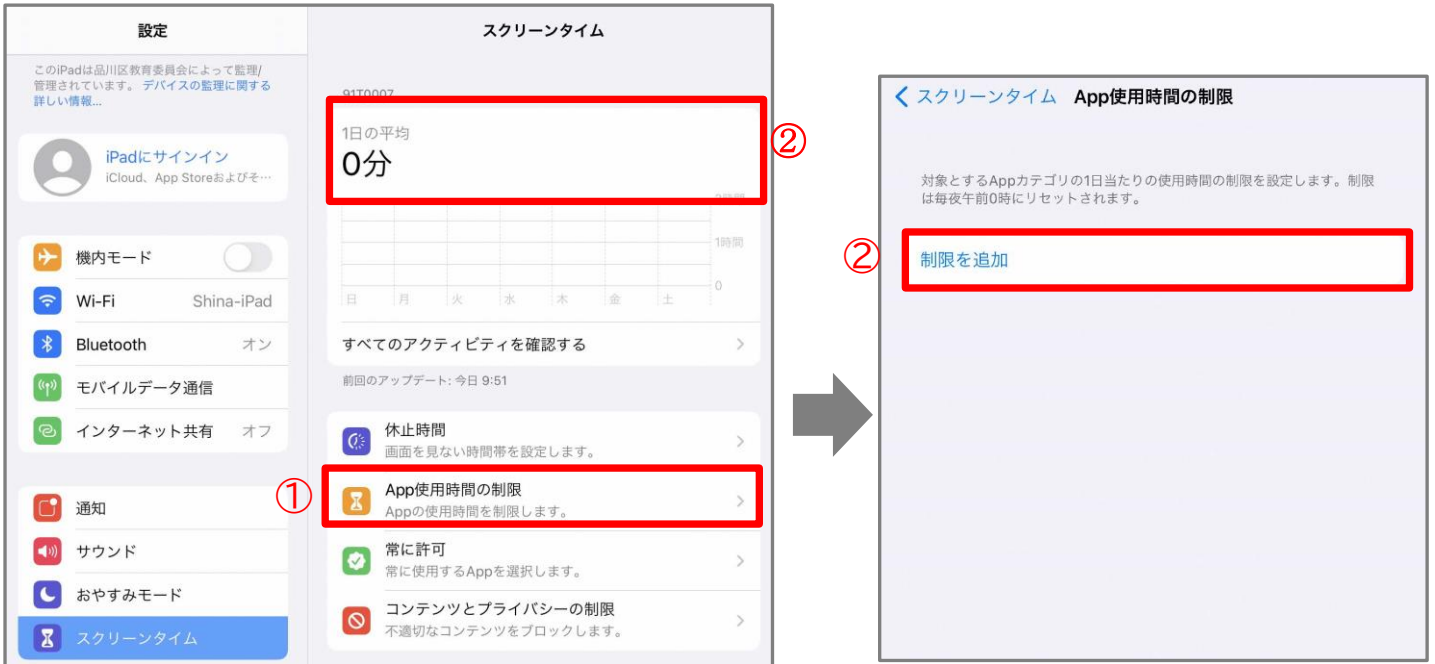 設定
このiPadは品川区教育委員会によって監理/
管理されています。デバイスの監理に関する
詳しい情報...
iPadにサインイン
iCloud、App Storeおよびそ…
機内モード
Wi-Fi Shina-iPad
Bluetooth オン
モバイルデータ通信
インターネット共有 オフ
通知
サウンド
おやすみモード
スクリーンタイム
スクリーンタイム
91T0007
1日の平均
0分
②
1時間
0
日 月 火 水 木 金 土
すべてのアクティビティを確認する
前回のアップデート: 今日 9:51
休止時間
画面を見ない時間帯を設定します。
①
App使用時間の制限
Appの使用時間を制限します。
常に許可
常に使用するAppを選択します。
コンテンツとプライバシーの制限
不適切なコンテンツをブロックします。
スクリーンタイム App使用時間の制限
対象とするAppカテゴリの1日当たりの使用時間の制限を設定します。制限
は毎夜午前0時にリセットされます。
②
制限を追加